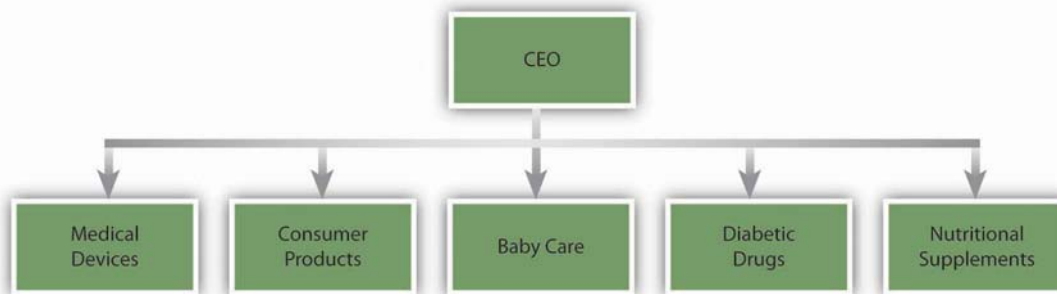 CEO
Medical
Devices
Consumer
Products
Baby Care
Diabetic
Drugs
Nutritional
Supplements